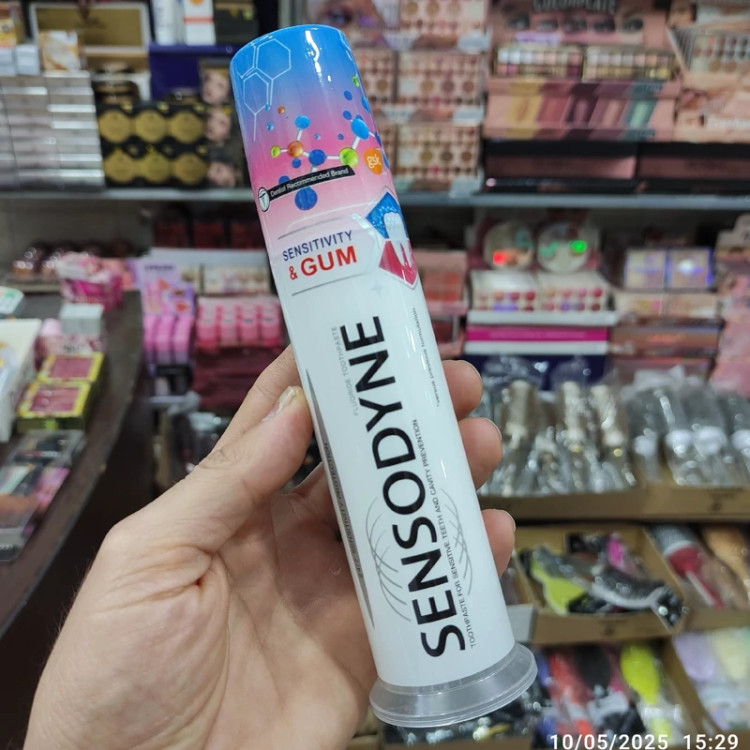 gsk
Dentist Recommended Brand
SENSITIVITY
& GUM
FLUORIDE TOOTHPASTE
SENSODYNE
TOOTHPASTE FOR SENSITIVE TEETH AND CAVITY PREVENTION
10/05/2025 15:29